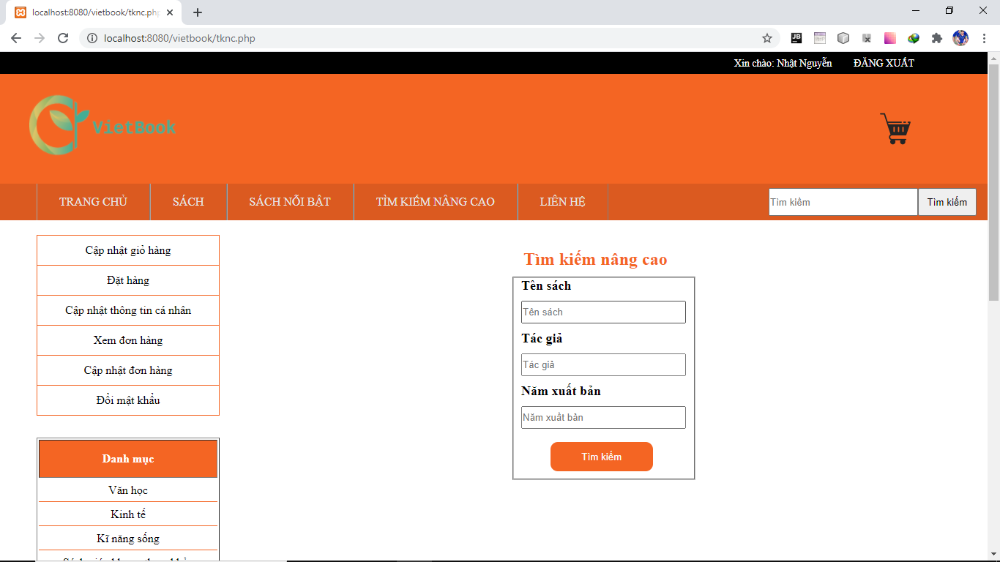 localhost:8080/vietbook/tknc.php
localhost:8080/vietbook/tknc.php
Xin chào: Nhật Nguyễn ĐĂNG XUẤT
VietBook
TRANG CHỦ SÁCH SÁCH NỖI BẬT TÌM KIẾM NÂNG CAO LIÊN HỆ Tìm kiếm Tìm kiếm
Cập nhật giỏ hàng
Đặt hàng
Cập nhật thông tin cá nhân
Xem đơn hàng
Cập nhật đơn hàng
Đổi mật khẩu
Danh mục
Văn học
Kinh tế
Kĩ năng sống
Tìm kiếm nâng cao
Tên sách
Tên sách
Tác giả
Tác giả
Năm xuất bản
Năm xuất bản
Tìm kiếm